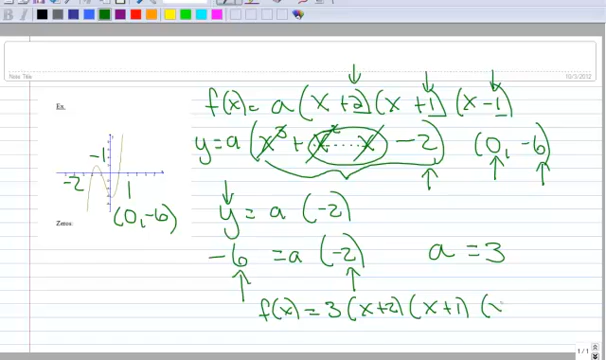 Note Title
10/3/2012
Ex.
f(x) = a (x + 2) (x + 1) (x - 1)
y = a (x³ + x² ..... x - 2) (0, -6)
-1
-2
1
(0, -6)
y = a (-2)
Zeros:
-6 = a (-2) a = 3
f(x) = 3 (x+2) (x+1) (x
1 / 1